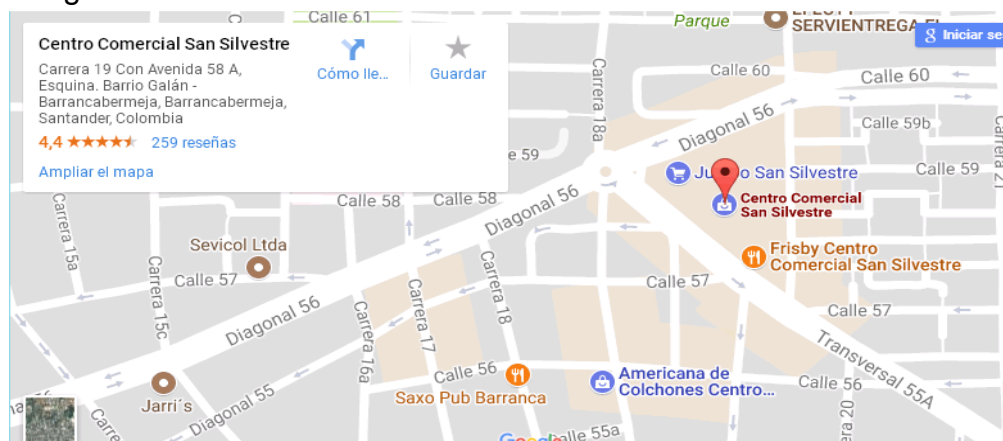 Calle 61
Parque
SERVIENTREGA
Iniciar se
Centro Comercial San Silvestre
Carrera 19 Con Avenida 58 A,
Esquina. Barrio Galán -
Barrancabermeja, Barrancabermeja,
Santander, Colombia
4,4
259 reseñas
Ampliar el mapa
Cómo lle...
Guardar
Carrera 18a
Calle 60
Calle 60
Diagonal 56
Calle 59b
Carrera 21
e 59
San Silvestre
Calle 59
Centro Comercial
San Silvestre
Calle 58
Calle 58
Diagonal 56
Carrera 15a
Sevicol Ltda
Frisby Centro
Comercial San Silvestre
Calle 57
Carrera 15c
Calle 57
Calle 57
Diagonal 56
Carrera 16a
Carrera 17
Carrera 18
Transversal 55A
Calle 56
Saxo Pub Barranca
Americana de
Colchones Centro...
Calle 56
Jarri's
Diagonal 55
Carre
ra 20
Google
alle 55a